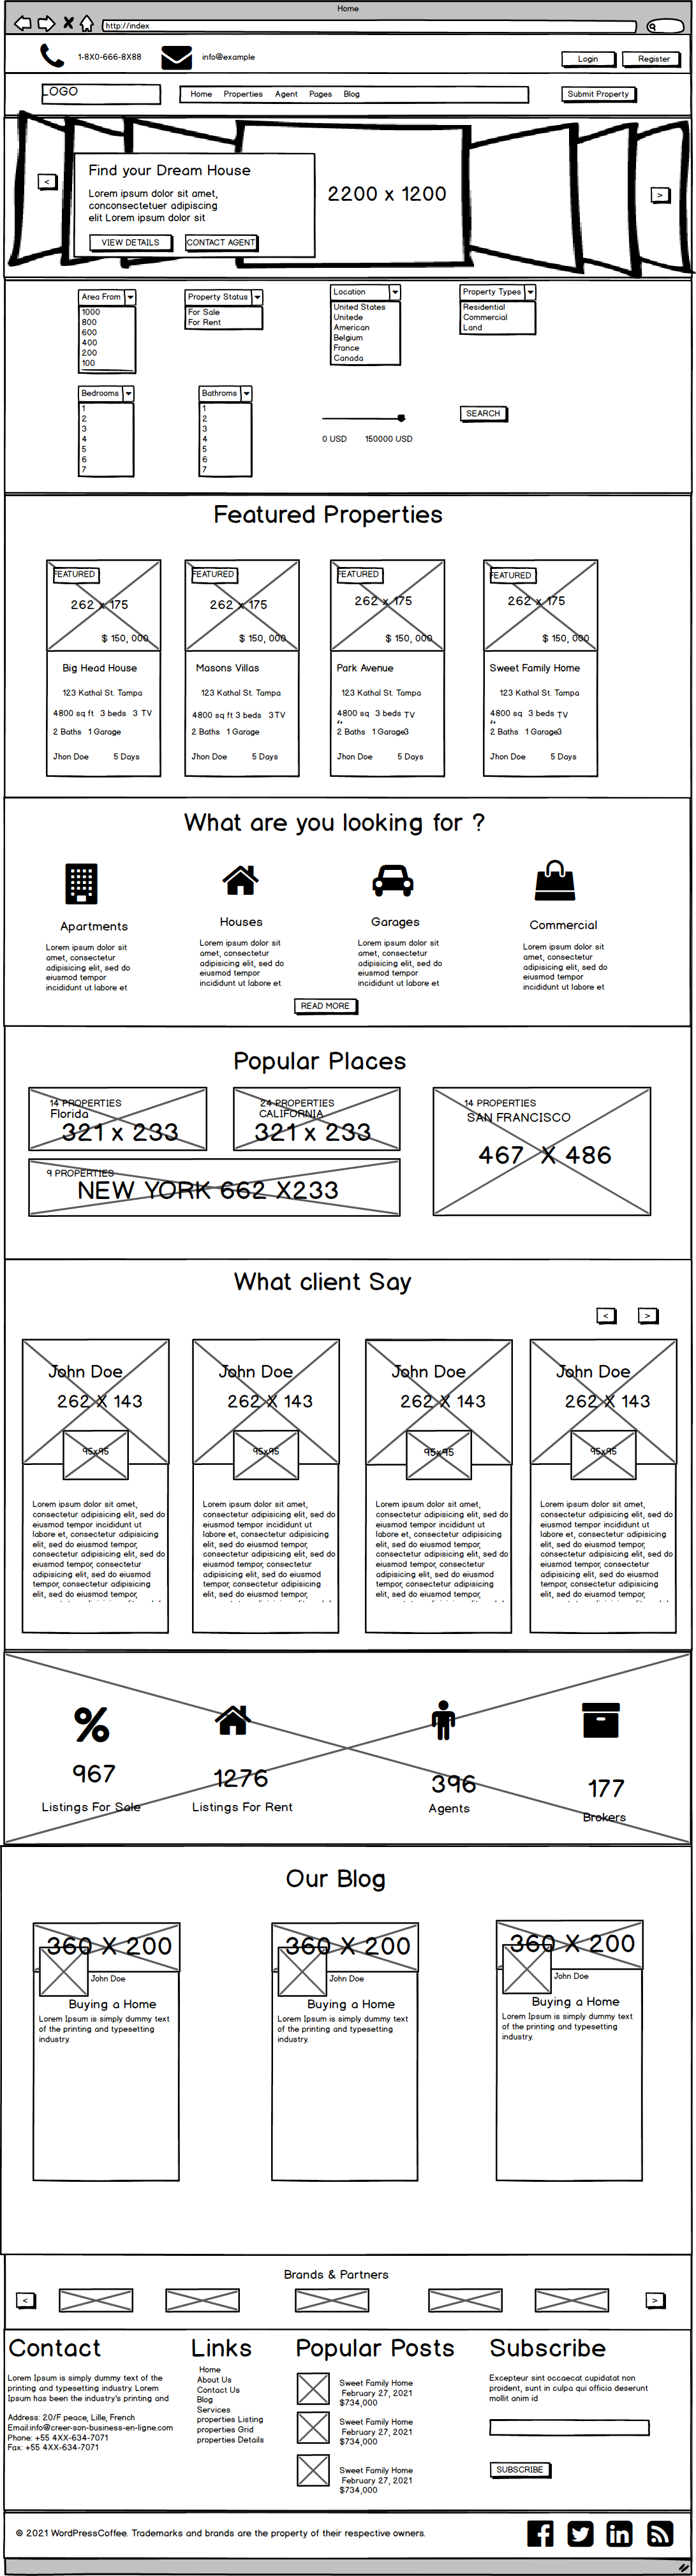 Home
http://index
1-8X0-666-8X88
info@example
Login
Register
LOGO
Home Properties Agent Pages Blog
Submit Property
Find your Dream House
Lorem ipsum dolor sit amet,
conconsectetuer adipiscing
elit Lorem ipsum dolor sit
VIEW DETAILS
CONTACT AGENT
<
2200 x 1200
>
Area From
1000
800
600
400
200
100
Property Status
For Sale
For Rent
Location
United States
Unitede
American
Belgium
France
Canada
Property Types
Residential
Commercial
Land
Bedrooms
1
2
3
4
5
6
7
Bathroms
1
2
3
4
5
6
7
0 USD 150000 USD
SEARCH
Featured Properties
FEATURED
262 x 175
$ 150, 000
Big Head House
123 Kathal St. Tampa
4800 sq ft 3 beds 3 TV
2 Baths 1 Garage
Jhon Doe 5 Days
FEATURED
262 x 175
$ 150, 000
Masons Villas
123 Kathal St. Tampa
4800 sq ft 3 beds 3 TV
2 Baths 1 Garage
Jhon Doe 5 Days
FEATURED
262 x 175
$ 150, 000
Park Avenue
123 Kathal St. Tampa
4800 sq 3 beds TV
ft
2 Baths 1 Garage3
Jhon Doe 5 Days
FEATURED
262 x 175
$ 150, 000
Sweet Family Home
123 Kathal St. Tampa
4800 sq 3 beds TV
ft
2 Baths 1 Garage3
Jhon Doe 5 Days
What are you looking for ?
Apartments
Lorem ipsum dolor sit
amet, consectetur
adipisicing elit, sed do
eiusmod tempor
incididunt ut labore et
Houses
Lorem ipsum dolor sit
amet, consectetur
adipisicing elit, sed do
eiusmod tempor
incididunt ut labore et
Garages
Lorem ipsum dolor sit
amet, consectetur
adipisicing elit, sed do
eiusmod tempor
incididunt ut labore et
Commercial
Lorem ipsum dolor sit
amet, consectetur
adipisicing elit, sed do
eiusmod tempor
incididunt ut labore et
READ MORE
Popular Places
14 PROPERTIES
Florida
321 x 233
24 PROPERTIES
CALIFORNIA
321 x 233
14 PROPERTIES
SAN FRANCISCO
467 X 486
9 PROPERTIES
NEW YORK 662 X233
What client Say
<
>
John Doe
262 X 143
95x95
Lorem ipsum dolor sit amet,
consectetur adipisicing elit, sed do
eiusmod tempor incididunt ut
labore et, consectetur adipisicing
elit, sed do eiusmod tempor,
consectetur adipisicing elit, sed do
eiusmod tempor, consectetur
adipisicing elit, sed do eiusmod
tempor, consectetur adipisicing
elit, sed do eiusmod tempor,
John Doe
262 X 143
95x95
Lorem ipsum dolor sit amet,
consectetur adipisicing elit, sed do
eiusmod tempor incididunt ut
labore et, consectetur adipisicing
elit, sed do eiusmod tempor,
consectetur adipisicing elit, sed do
eiusmod tempor, consectetur
adipisicing elit, sed do eiusmod
tempor, consectetur adipisicing
elit, sed do eiusmod tempor,
John Doe
262 X 143
95x95
Lorem ipsum dolor sit amet,
consectetur adipisicing elit, sed do
eiusmod tempor incididunt ut
labore et, consectetur adipisicing
elit, sed do eiusmod tempor,
consectetur adipisicing elit, sed do
eiusmod tempor, consectetur
adipisicing elit, sed do eiusmod
tempor, consectetur adipisicing
elit, sed do eiusmod tempor,
John Doe
262 X 143
95x95
Lorem ipsum dolor sit amet,
consectetur adipisicing elit, sed do
eiusmod tempor incididunt ut
labore et, consectetur adipisicing
elit, sed do eiusmod tempor,
consectetur adipisicing elit, sed do
eiusmod tempor, consectetur
adipisicing elit, sed do eiusmod
tempor, consectetur adipisicing
elit, sed do eiusmod tempor,
%
967
Listings For Sale
1276
Listings For Rent
396
Agents
177
Brokers
Our Blog
360 X 200
John Doe
Buying a Home
Lorem Ipsum is simply dummy text
of the printing and typesetting
industry.
360 X 200
John Doe
Buying a Home
Lorem Ipsum is simply dummy text
of the printing and typesetting
industry.
360 X 200
John Doe
Buying a Home
Lorem Ipsum is simply dummy text
of the printing and typesetting
industry.
Brands & Partners
<
>
Contact
Lorem Ipsum is simply dummy text of the
printing and typesetting industry. Lorem
Ipsum has been the industry's printing and
Address: 20/F peace, Lille, French
Email:info@creer-son-business-en-ligne.com
Phone: +55 4XX-634-7071
Fax: +55 4XX-634-7071
Links
Home
About Us
Contact Us
Blog
Services
properties Listing
properties Grid
properties Details
Popular Posts
Sweet Family Home
February 27, 2021
$734,000
Sweet Family Home
February 27, 2021
$734,000
Sweet Family Home
February 27, 2021
$734,000
Subscribe
Excepteur sint occaecat cupidatat non
proident, sunt in culpa qui officia deserunt
mollit anim id
SUBSCRIBE
© 2021 WordPressCoffee. Trademarks and brands are the property of their respective owners.